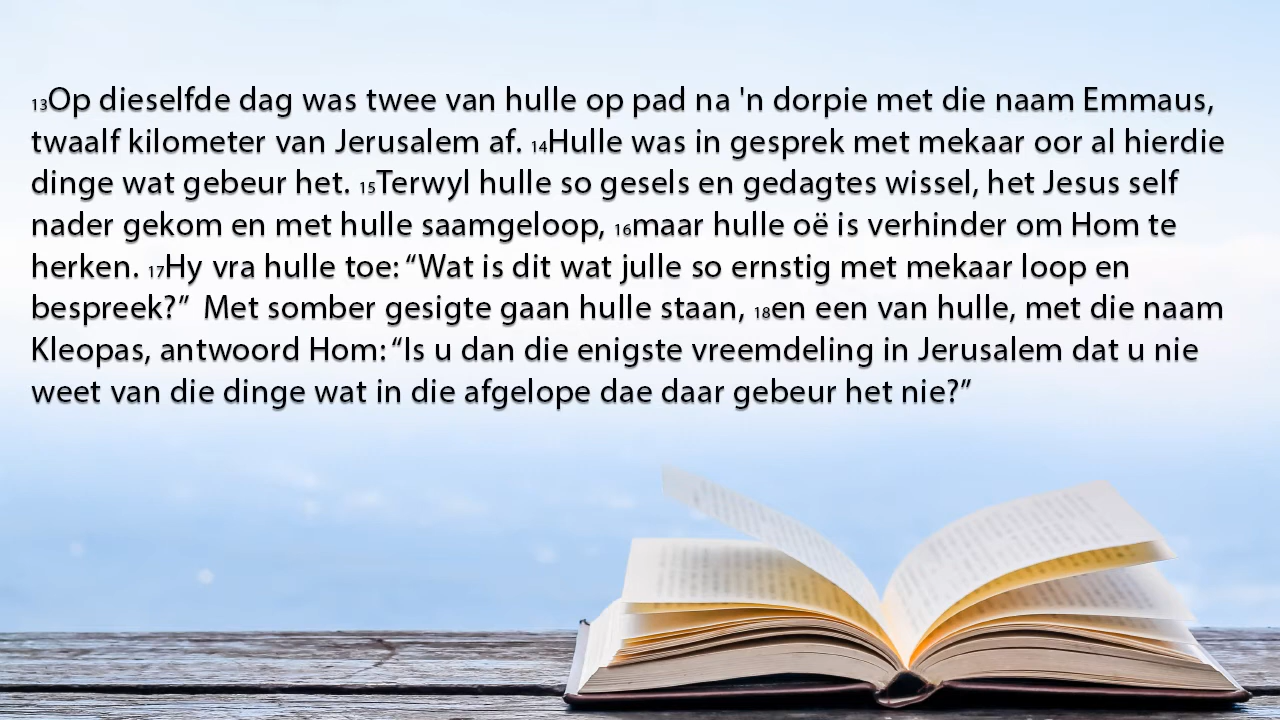 13Op dieselfde dag was twee van hulle op pad na 'n dorpie met die naam Emmaus,
twaalf kilometer van Jerusalem af. 14Hulle was in gesprek met mekaar oor al hierdie
dinge wat gebeur het. 15Terwyl hulle so gesels en gedagtes wissel, het Jesus self
nader gekom en met hulle saamgeloop, 16maar hulle oë is verhinder om Hom te
herken. 17Hy vra hulle toe: “Wat is dit wat julle so ernstig met mekaar loop en
bespreek?”  Met somber gesigte gaan hulle staan, 18en een van hulle, met die naam
Kleopas, antwoord Hom: “Is u dan die enigste vreemdeling in Jerusalem dat u nie
weet van die dinge wat in die afgelope dae daar gebeur het nie?”